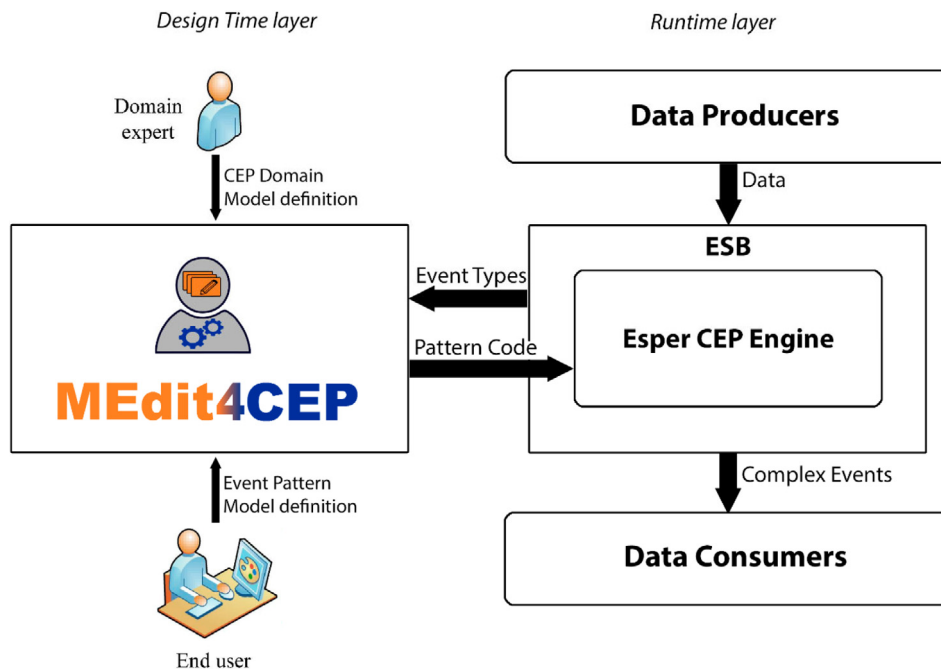 Design Time layer
Runtime layer
Domain
expert
CEP Domain
Model definition
Data Producers
Data
ESB
Event Types
Esper CEP Engine
Pattern Code
MEdit4CEP
Event Pattern
Model definition
Complex Events
Data Consumers
End user